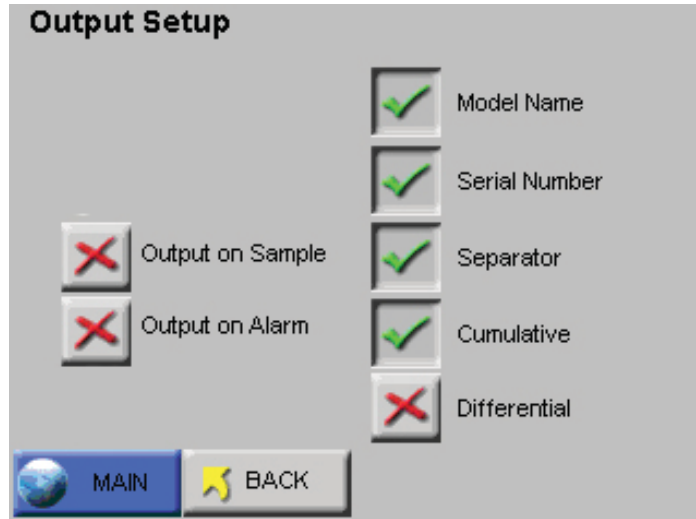 Output Setup
Model Name
Serial Number
Output on Sample
Separator
Output on Alarm
Cumulative
Differential
MAIN
BACK